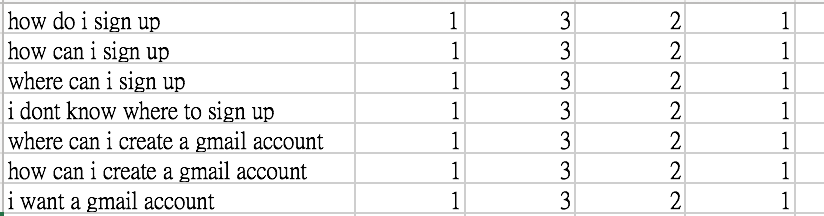 how do i sign up 1 3 2 1
how can i sign up 1 3 2 1
where can i sign up 1 3 2 1
i dont know where to sign up 1 3 2 1
where can i create a gmail account 1 3 2 1
how can i create a gmail account 1 3 2 1
i want a gmail account 1 3 2 1